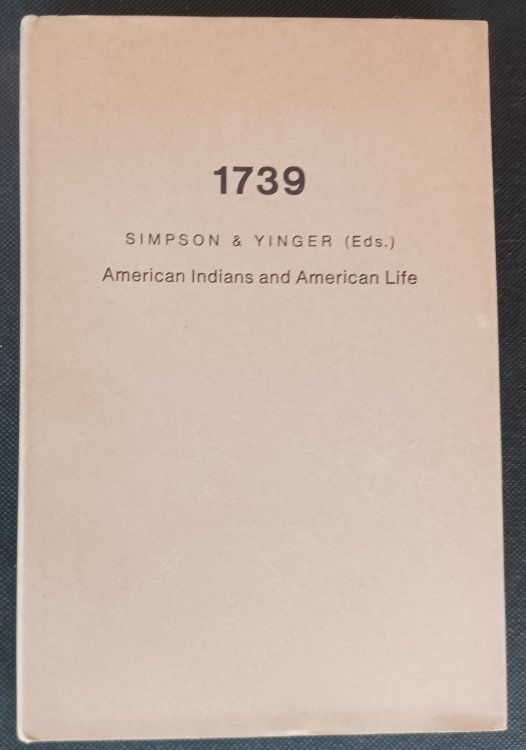 1739
SIMPSON & YINGER (Eds.)
American Indians and American Life